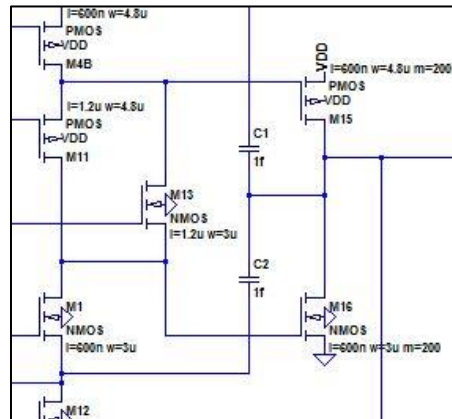 l=600n w=4.8u
PMOS
VDD
M4B
l=1.2u w=4.8u
PMOS
VDD
M11
M13
NMOS
l=1.2u w=3u
M1
NMOS
l=600n w=3u
M12
C1
1f
C2
1f
VDD
l=600n w=4.8u m=200
PMOS
VDD
M15
M16
NMOS
l=600n w=3u m=200